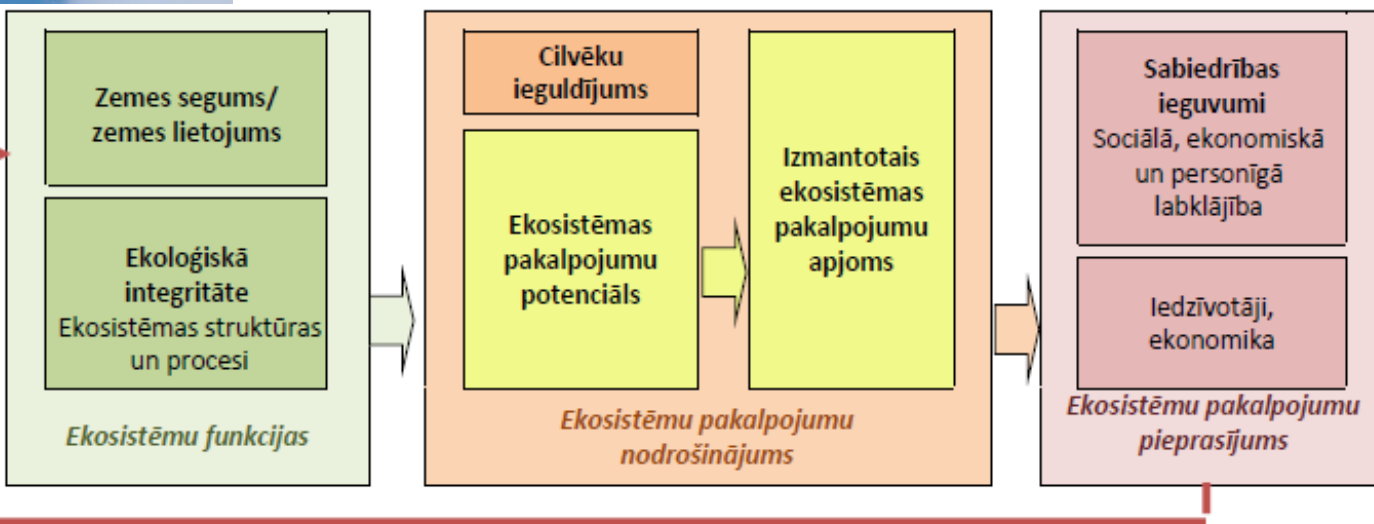 Zemes segums/
zemes lietojums
Ekoloģiskā
integritāte
Ekosistēmas struktūras
un procesi
Ekosistēmu funkcijas
Cilvēku
ieguldījums
Ekosistēmas
pakalpojumu
potenciāls
Izmantotais
ekosistēmas
pakalpojumu
apjoms
Ekosistēmu pakalpojumu
nodrošinājums
Sabiedrības
ieguvumi
Sociālā, ekonomiskā
un personīgā
labklājība
Iedzīvotāji,
ekonomika
Ekosistēmu pakalpojumu
pieprasījums